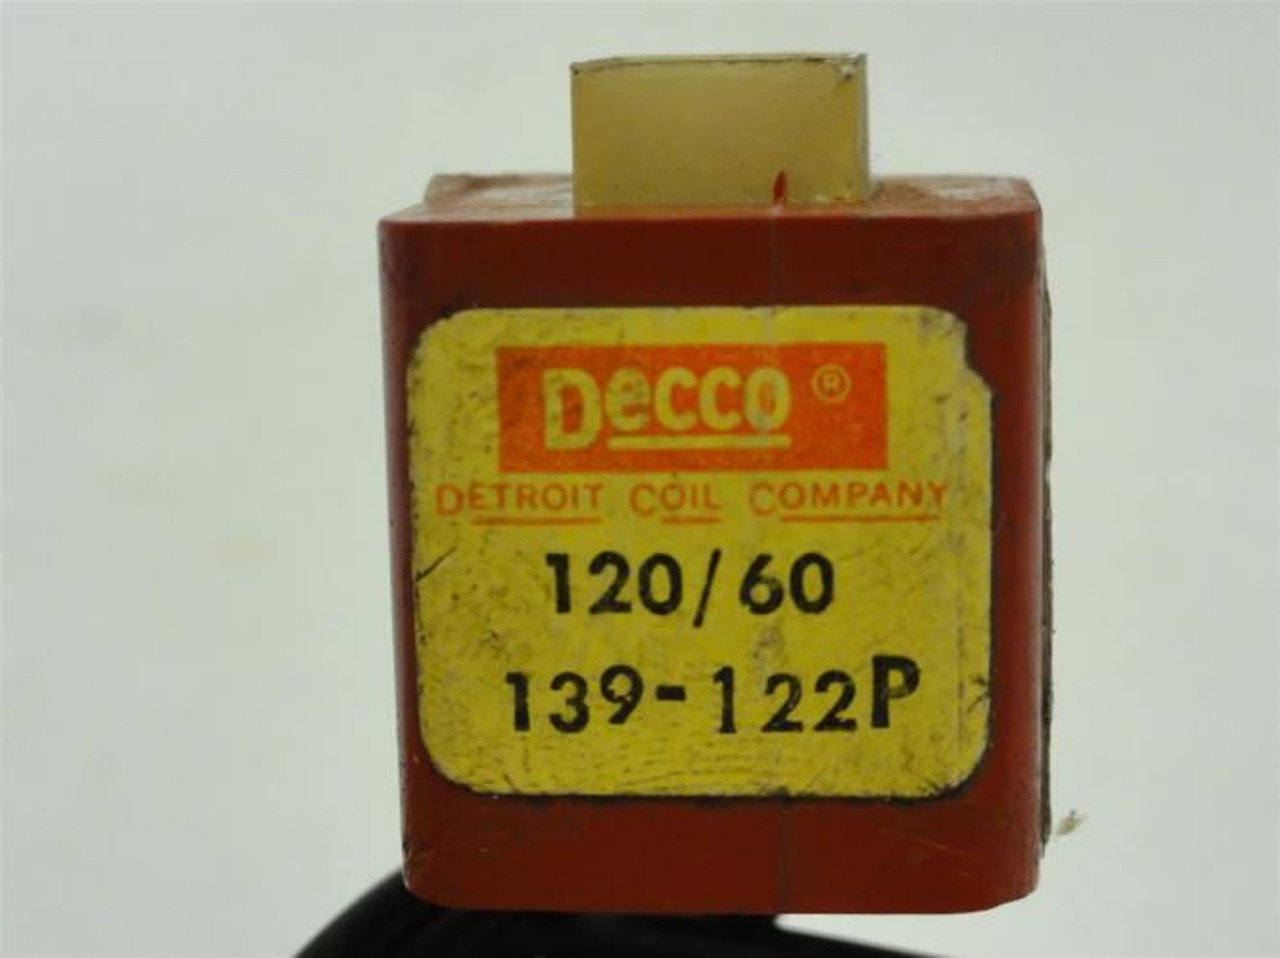 Decco ®
DETROIT COIL COMPANY
120/60
139-122P